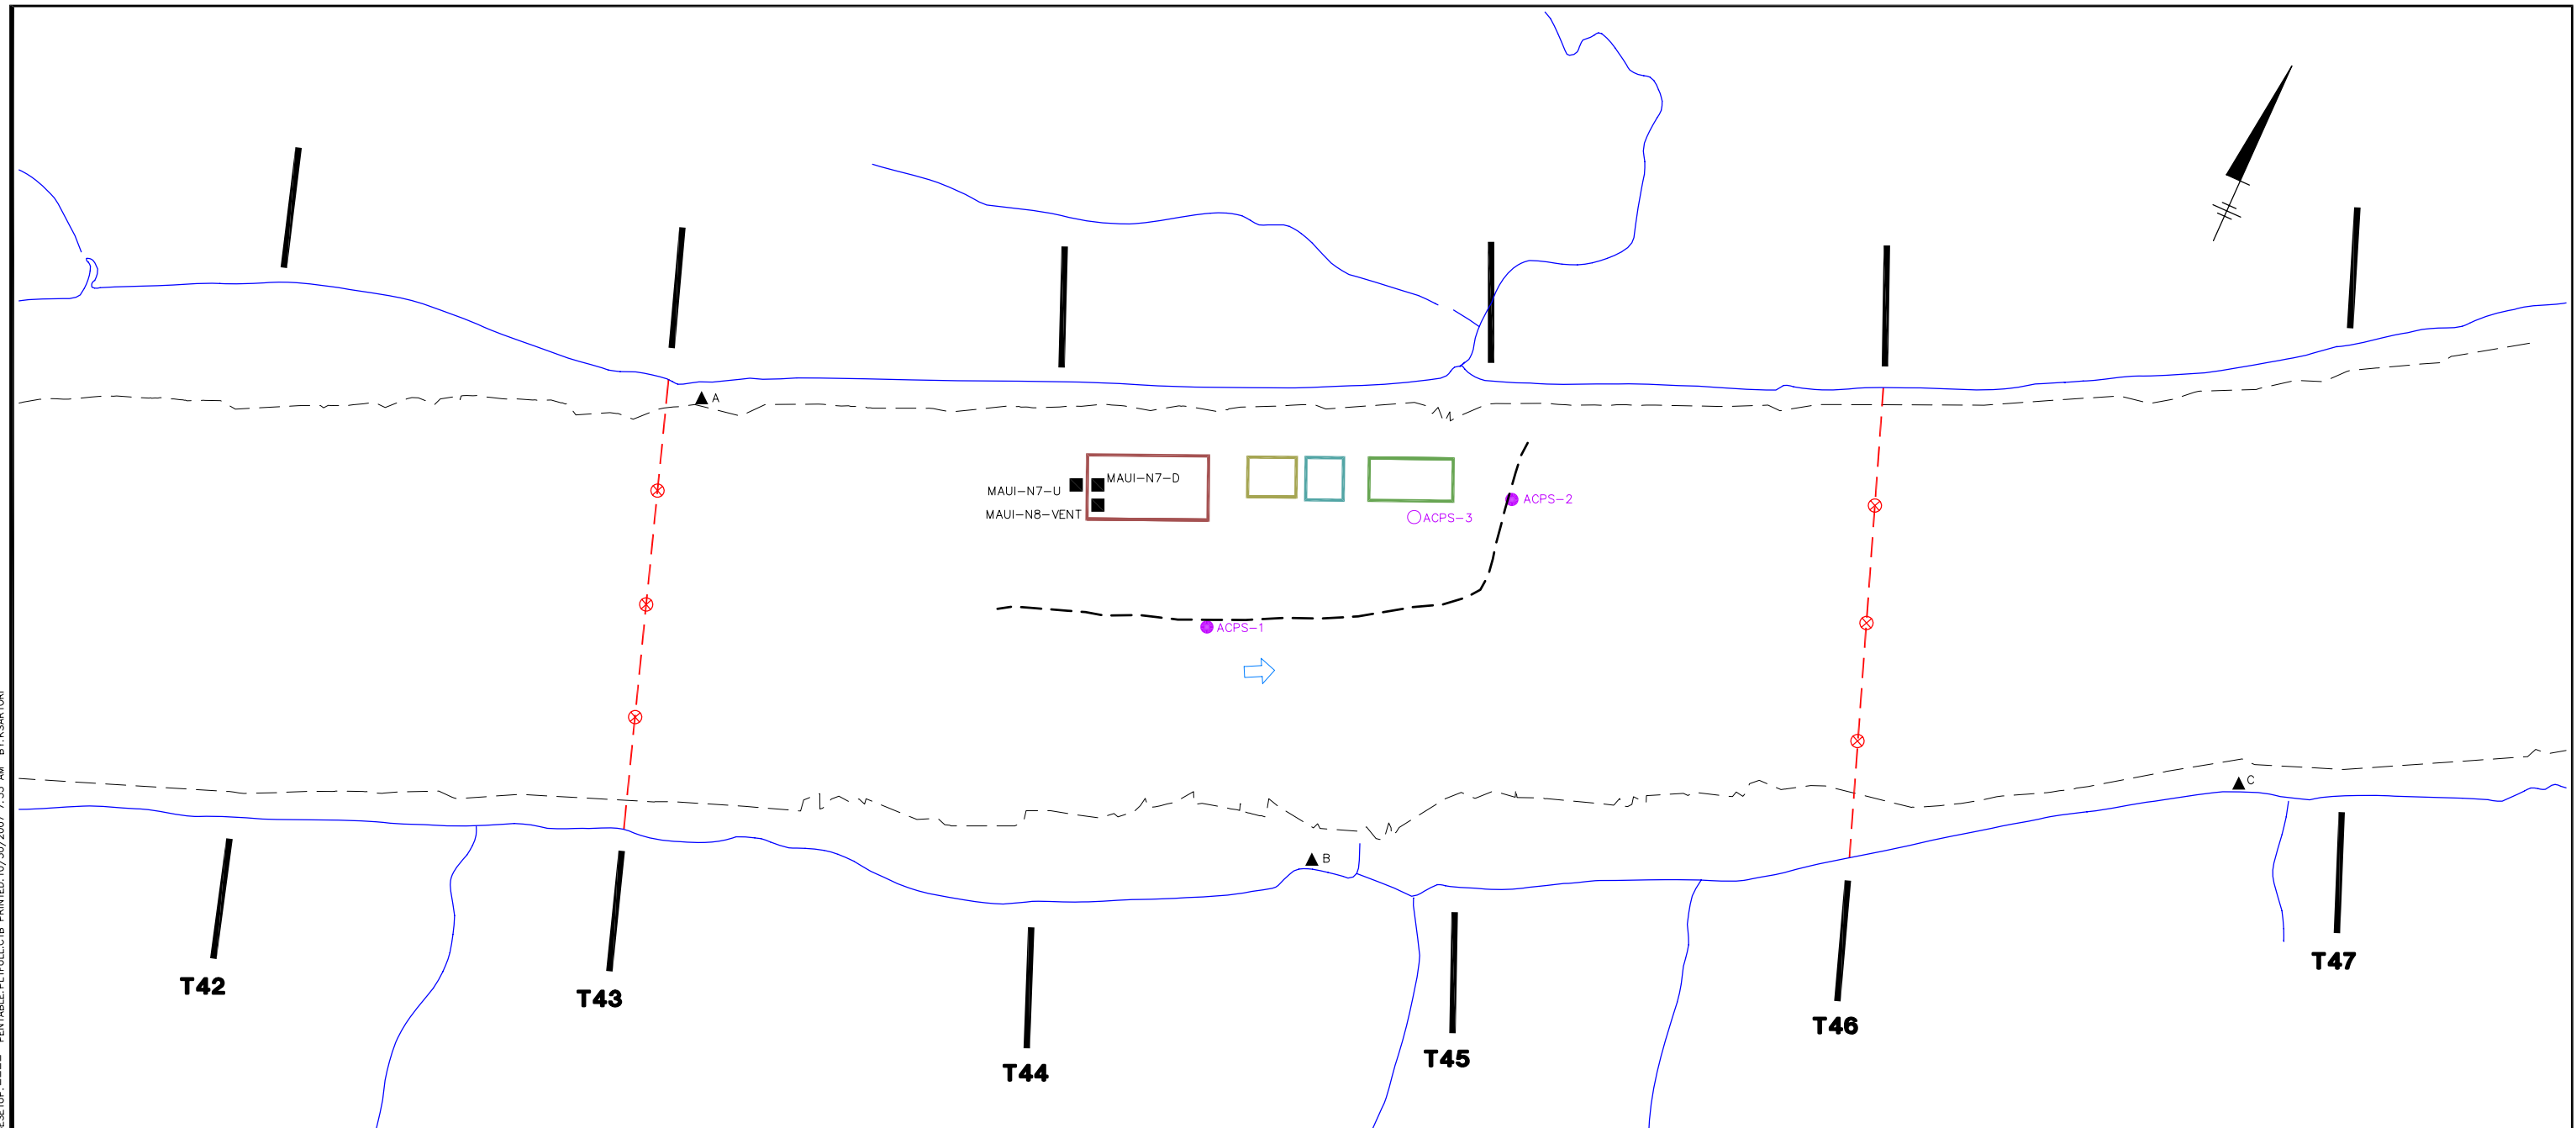 A
MAUI-N7-D
MAUI-N7-U
MAUI-N8-VENT
ACPS-2
ACPS-3
ACPS-1
C
B
T42
T43
T44
T45
T46
T47